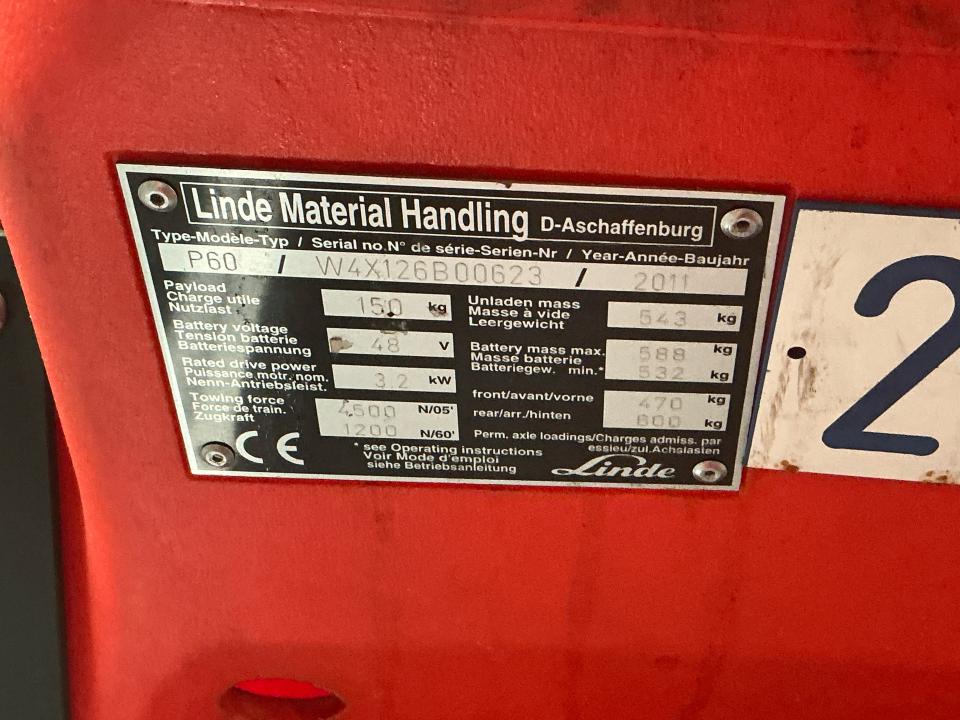 Linde Material Handling D-Aschaffenburg
Type-Modèle-Typ / Serial no.N° de série-Serien-Nr / Year-Année-Baujahr
P60 / W4X126B00623 / 2011
Payload
Charge utile
Nutzlast
150 kg
Battery voltage
Tension batterie
Batteriespannung
48 V
Rated drive power
Puissance motr. nom.
Nenn-Antriebsleist.
3.2 kW
Towing force
Force de train.
Zugkraft
4500 N/05'
1200 N/60'
Unladen mass
Masse à vide
Leergewicht
543 kg
Battery mass max.
Masse batterie
Batteriegew. min.*
588 kg
532 kg
front/avant/vorne
470 kg
rear/arr./hinten
800 kg
Perm. axle loadings/Charges admiss. par
essieu/zul.Achslasten
CE
* see Operating instructions
Voir Mode d'emploi
siehe Betriebsanleitung
Linde
2